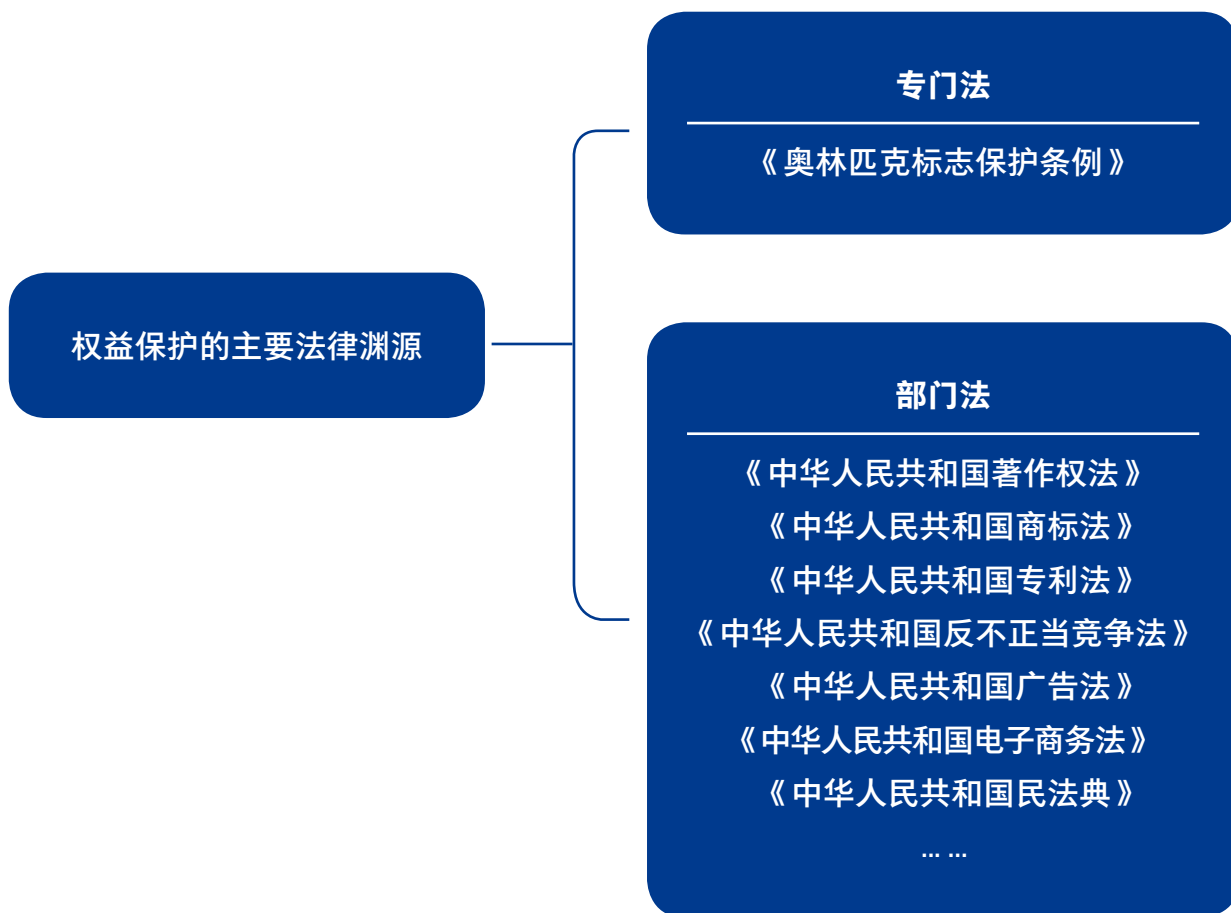 专门法
《奥林匹克标志保护条例》
权益保护的主要法律渊源
部门法
《中华人民共和国著作权法》
《中华人民共和国商标法》
《中华人民共和国专利法》
《中华人民共和国反不正当竞争法》
《中华人民共和国广告法》
《中华人民共和国电子商务法》
《中华人民共和国民法典》
... ...